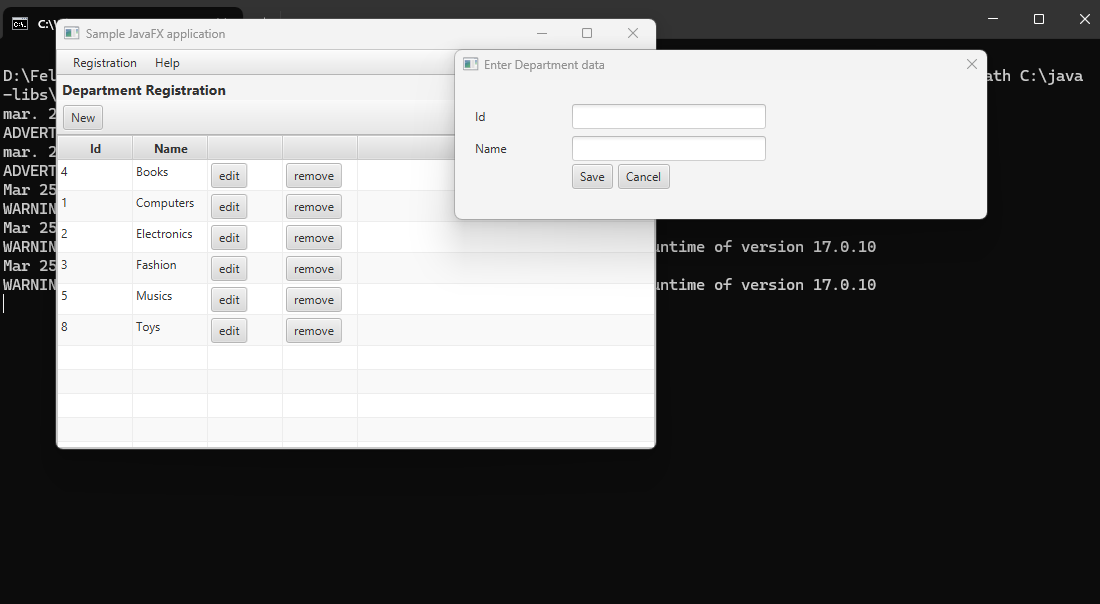 C:\
Sample JavaFX application
Registration Help
Department Registration
New
Id Name
4 Books edit remove
1 Computers edit remove
2 Electronics edit remove
3 Fashion edit remove
5 Musics edit remove
8 Toys edit remove
Enter Department data
Id
Name
Save Cancel
D:\Fel ath C:\java
-libs\
mar. 2
ADVERT
mar. 2
ADVERT
Mar 25
WARNIN
Mar 25
WARNIN untime of version 17.0.10
Mar 25
WARNIN untime of version 17.0.10